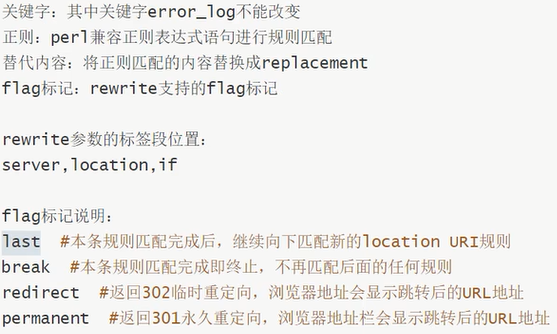 关键字：其中关键字error_log不能改变
正则：perl兼容正则表达式语句进行规则匹配
替代内容：将正则匹配的内容替换成replacement
flag标记：rewrite支持的flag标记
rewrite参数的标签段位置：
server,location,if
flag标记说明：
last  #本条规则匹配完成后，继续向下匹配新的location URI规则
break  #本条规则匹配完成即终止，不再匹配后面的任何规则
redirect  #返回302临时重定向，浏览器地址会显示跳转后的URL地址
permanent  #返回301永久重定向，浏览器地址栏会显示跳转后的URL地址